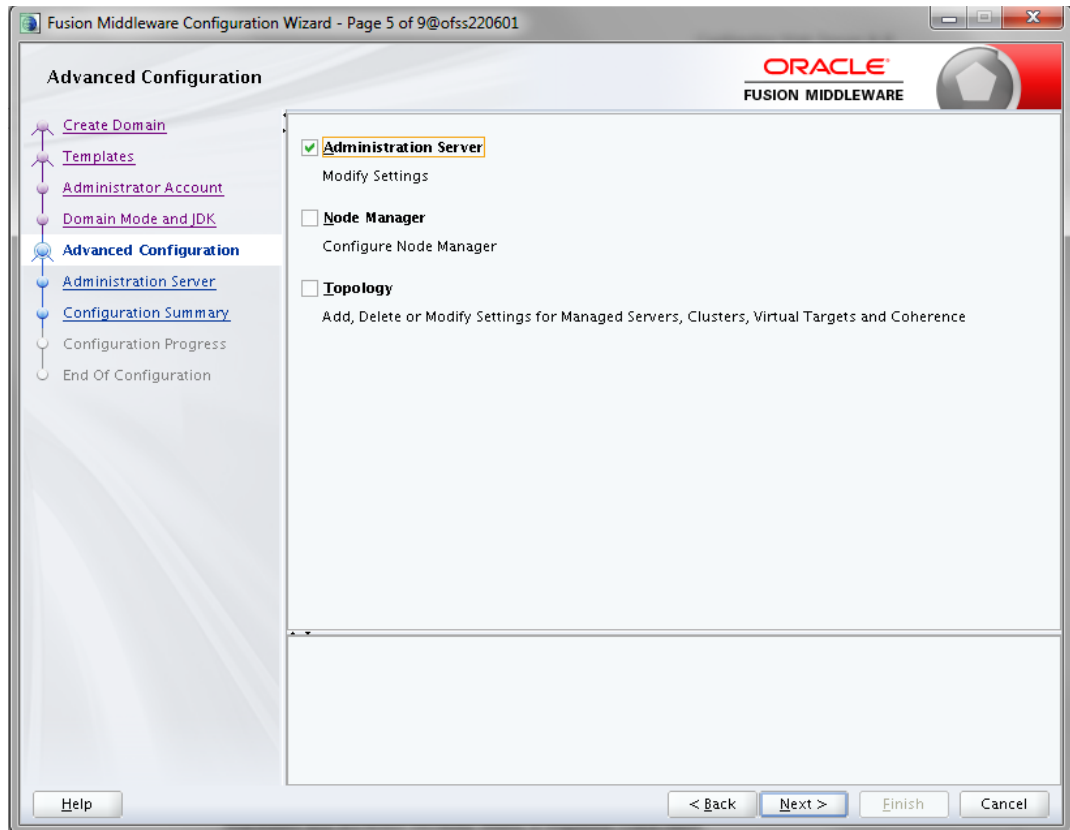 Fusion Middleware Configuration Wizard - Page 5 of 9@ofss220601
Advanced Configuration
ORACLE
FUSION MIDDLEWARE
Create Domain
Templates
Administrator Account
Domain Mode and JDK
Advanced Configuration
Administration Server
Configuration Summary
Configuration Progress
End Of Configuration
Administration Server
Modify Settings
Node Manager
Configure Node Manager
Topology
Add, Delete or Modify Settings for Managed Servers, Clusters, Virtual Targets and Coherence
Help
< Back
Next >
Finish
Cancel